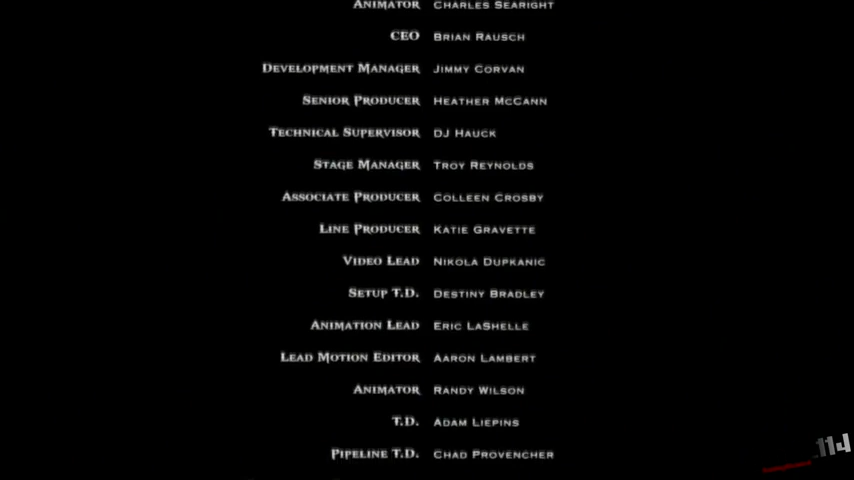 Animator Charles Searight
CEO Brian Rausch
Development Manager Jimmy Corvan
Senior Producer Heather McCann
Technical Supervisor DJ Hauck
Stage Manager Troy Reynolds
Associate Producer Colleen Crosby
Line Producer Katie Gravette
Video Lead Nikola Dupkanic
Setup T.D. Destiny Bradley
Animation Lead Eric LaShelle
Lead Motion Editor Aaron Lambert
Animator Randy Wilson
T.D. Adam Liepins
Pipeline T.D. Chad Provencher